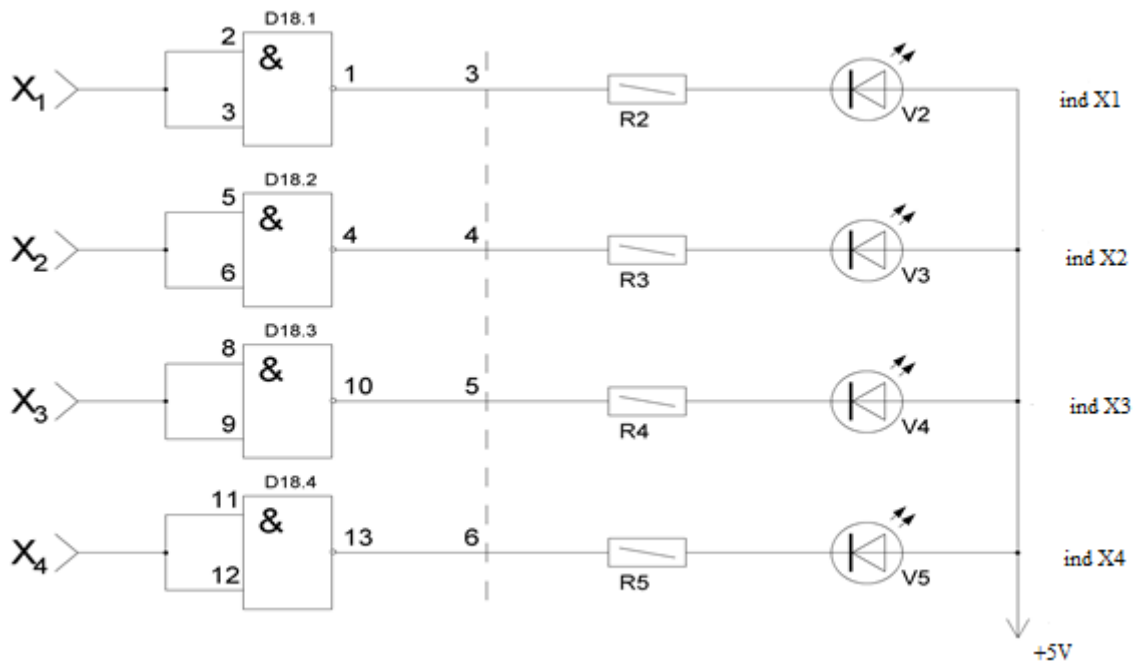 D18.1
2
&
1
3
X₁
3
R2
V2
ind X1
D18.2
5
&
4
4
X₂
6
R3
V3
ind X2
D18.3
8
&
10
5
X₃
9
R4
V4
ind X3
D18.4
11
&
13
6
X₄
12
R5
V5
ind X4
+5V